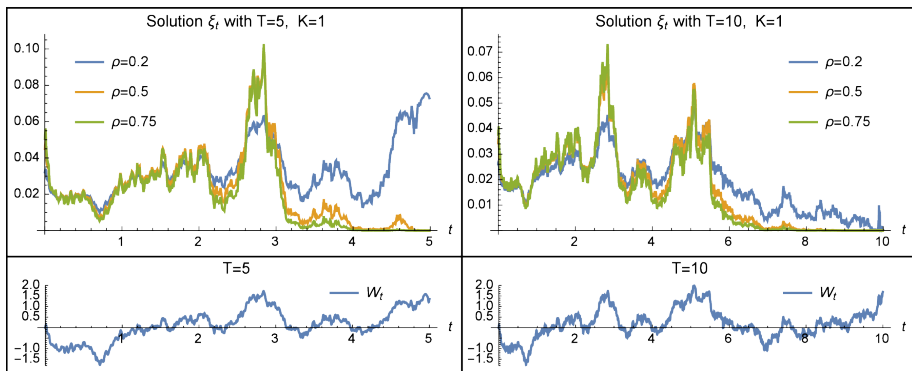 Solution ξt with T=5, K=1
0.10
0.08
0.06
0.04
0.02
ρ=0.2
ρ=0.5
ρ=0.75
1
2
3
4
5
t
Solution ξt with T=10, K=1
0.07
0.06
0.05
0.04
0.03
0.02
0.01
ρ=0.2
ρ=0.5
ρ=0.75
2
4
6
8
10
t
T=5
2.0
1.5
1.0
0.5
-1.0
-1.5
Wt
1
2
3
4
5
t
T=10
2.0
1.5
1.0
0.5
-1.0
-1.5
Wt
2
4
6
8
10
t